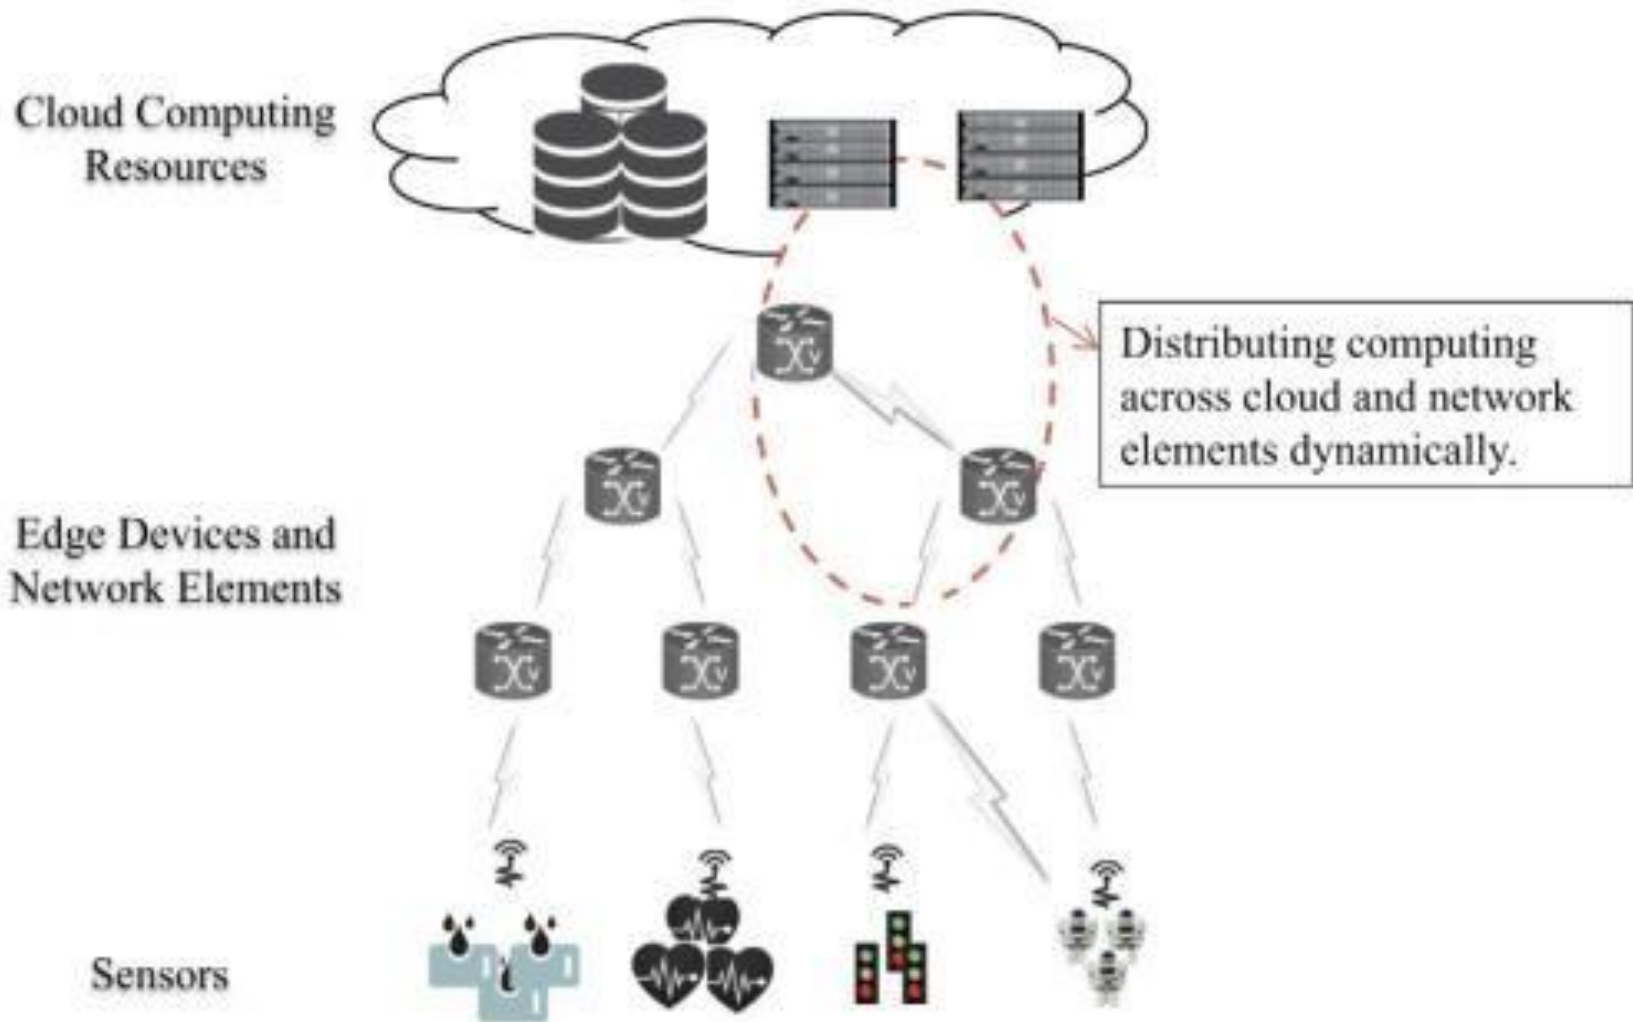 Cloud Computing
Resources
Distributing computing
across cloud and network
elements dynamically.
Edge Devices and
Network Elements
Sensors